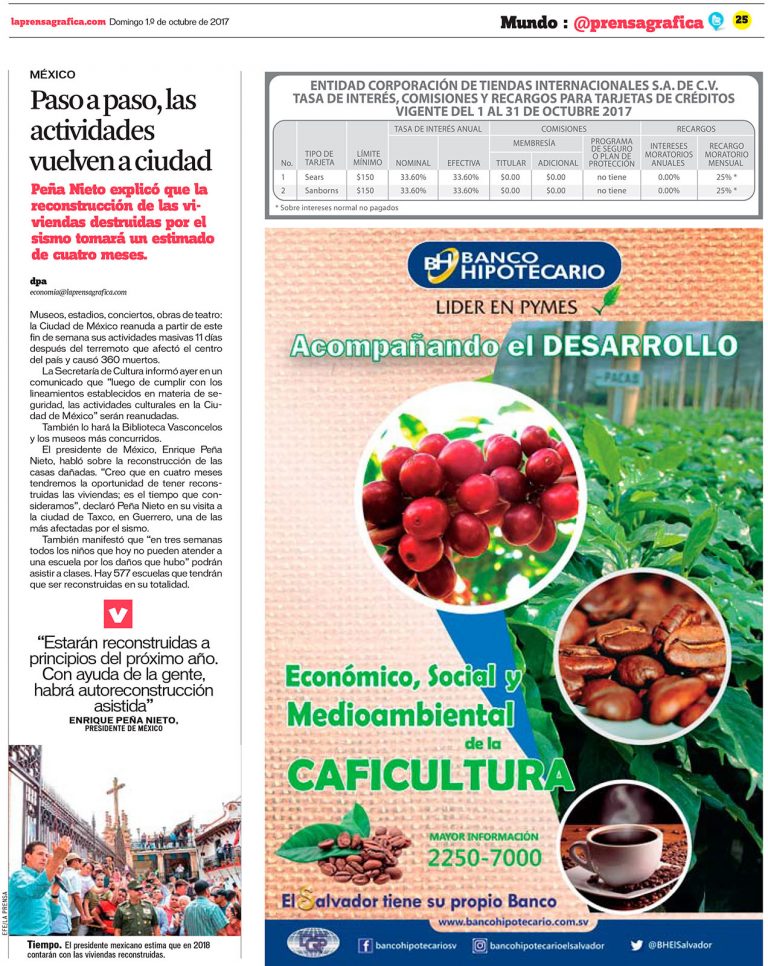 laprensagrafica.com Domingo 1.º de octubre de 2017
Mundo : @prensagrafica
25
MÉXICO
Paso a paso, las
actividades
vuelven a ciudad
Peña Nieto explicó que la
reconstrucción de las vi-
viendas destruidas por el
sismo tomará un estimado
de cuatro meses.
dpa
economia@laprensagrafica.com
Museos, estadios, conciertos, obras de teatro:
la Ciudad de México reanuda a partir de este
fin de semana sus actividades masivas 11 días
después del terremoto que afectó el centro
del país y causó 360 muertos.
La Secretaría de Cultura informó ayer en un
comunicado que "luego de cumplir con los
lineamientos establecidos en materia de se-
guridad, las actividades culturales en la Ciu-
dad de México" serán reanudadas.
También lo hará la Biblioteca Vasconcelos
y los museos más concurridos.
El presidente de México, Enrique Peña
Nieto, habló sobre la reconstrucción de las
casas dañadas. "Creo que en cuatro meses
tendremos la oportunidad de tener recons-
truidas las viviendas; es el tiempo que con-
sideramos", declaró Peña Nieto en su visita a
la ciudad de Taxco, en Guerrero, una de las
más afectadas por el sismo.
También manifestó que "en tres semanas
todos los niños que hoy no pueden atender a
una escuela por los daños que hubo" podrán
asistir a clases. Hay 577 escuelas que tendrán
que ser reconstruidas en su totalidad.
"Estarán reconstruidas a
principios del próximo año.
Con ayuda de la gente,
habrá autoreconstrucción
asistida"
ENRIQUE PEÑA NIETO,
PRESIDENTE DE MÉXICO
EFE/LA PRENSA
Tiempo. El presidente mexicano estima que en 2018
contarán con las viviendas reconstruidas.
ENTIDAD CORPORACIÓN DE TIENDAS INTERNACIONALES S.A. DE C.V.
TASA DE INTERÉS, COMISIONES Y RECARGOS PARA TARJETAS DE CRÉDITOS
VIGENTE DEL 1 AL 31 DE OCTUBRE 2017
TASA DE INTERÉS ANUAL COMISIONES RECARGOS
No. TIPO DE TARJETA LÍMITE MÍNIMO NOMINAL EFECTIVA MEMBRESÍA TITULAR ADICIONAL PROGRAMA DE SEGURO O PLAN DE PROTECCIÓN INTERESES MORATORIOS ANUALES RECARGO MORATORIO MENSUAL
1 Sears $150 33.60% 33.60% $0.00 $0.00 no tiene 0.00% 25% *
2 Sanborns $150 33.60% 33.60% $0.00 $0.00 no tiene 0.00% 25% *
* Sobre intereses normal no pagados
BH BANCO
HIPOTECARIO
LIDER EN PYMES
Acompañando el DESARROLLO
PACAS
Económico, Social y
Medioambiental
de la
CAFICULTURA
MAYOR INFORMACIÓN
2250-7000
El Salvador tiene su propio Banco
www.bancohipotecario.com.sv
LGF
bancohipotecariosv
bancohipotecarioelsalvador
@BHElSalvador